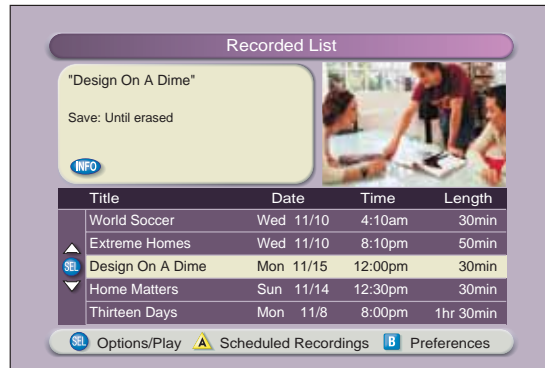 Recorded List
"Design On A Dime"
Save: Until erased
INFO
Title Date Time Length
World Soccer Wed 11/10 4:10am 30min
Extreme Homes Wed 11/10 8:10pm 50min
SEL Design On A Dime Mon 11/15 12:00pm 30min
Home Matters Sun 11/14 12:30pm 30min
Thirteen Days Mon 11/8 8:00pm 1hr 30min
SEL Options/Play A Scheduled Recordings B Preferences